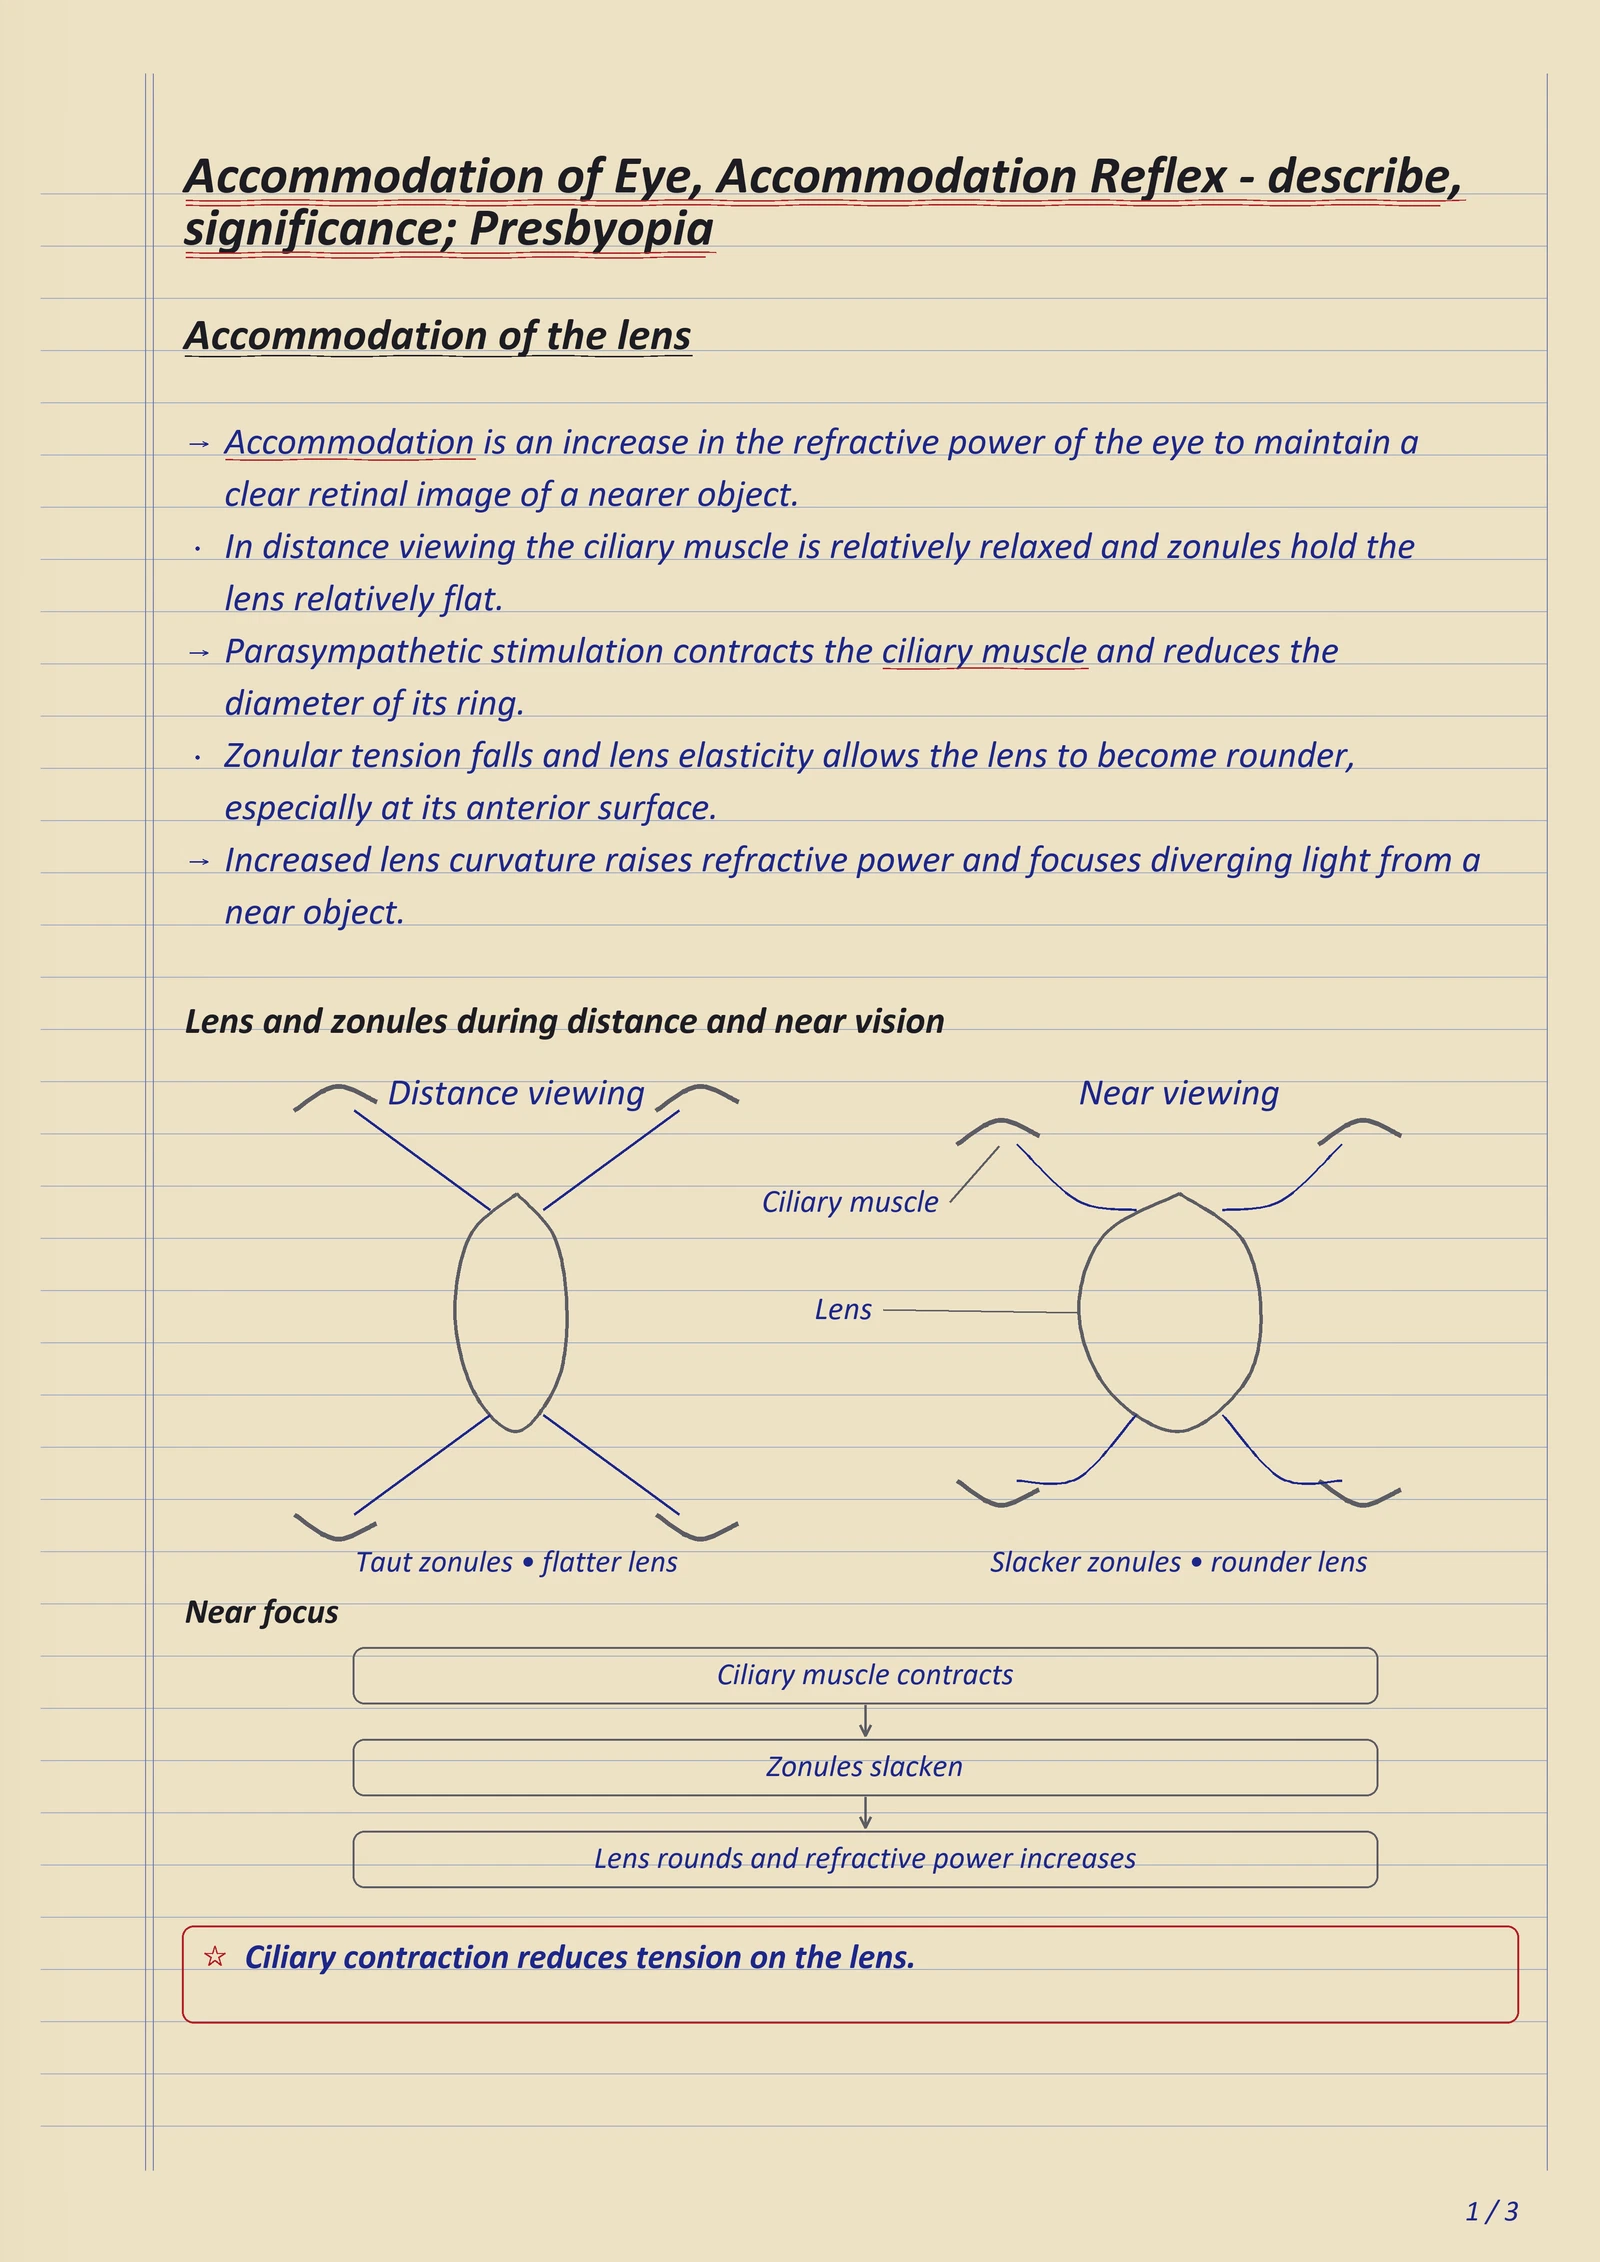 Accommodation of Eye, Accommodation Reflex - describe,
significance; Presbyopia
Accommodation of the lens
→ Accommodation is an increase in the refractive power of the eye to maintain a
clear retinal image of a nearer object.
· In distance viewing the ciliary muscle is relatively relaxed and zonules hold the
lens relatively flat.
→ Parasympathetic stimulation contracts the ciliary muscle and reduces the
diameter of its ring.
· Zonular tension falls and lens elasticity allows the lens to become rounder,
especially at its anterior surface.
→ Increased lens curvature raises refractive power and focuses diverging light from a
near object.
Lens and zonules during distance and near vision
Distance viewing
Near viewing
Ciliary muscle
Lens
Taut zonules • flatter lens
Slacker zonules • rounder lens
Near focus
Ciliary muscle contracts
Zonules slacken
Lens rounds and refractive power increases
☆ Ciliary contraction reduces tension on the lens.
1 / 3